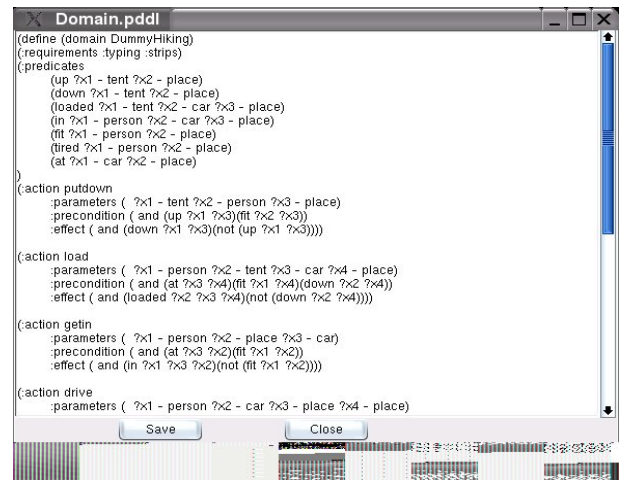 Domain.pddl
(define (domain DummyHiking)
(:requirements :typing :strips)
(:predicates
(up ?x1 - tent ?x2 - place)
(down ?x1 - tent ?x2 - place)
(loaded ?x1 - tent ?x2 - car ?x3 - place)
(in ?x1 - person ?x2 - car ?x3 - place)
(fit ?x1 - person ?x2 - place)
(tired ?x1 - person ?x2 - place)
(at ?x1 - car ?x2 - place)
)
(:action putdown
:parameters ( ?x1 - tent ?x2 - person ?x3 - place)
:precondition ( and (up ?x1 ?x3)(fit ?x2 ?x3))
:effect ( and (down ?x1 ?x3)(not (up ?x1 ?x3))))
(:action load
:parameters ( ?x1 - person ?x2 - tent ?x3 - car ?x4 - place)
:precondition ( and (at ?x3 ?x4)(fit ?x1 ?x4)(down ?x2 ?x4))
:effect ( and (loaded ?x2 ?x3 ?x4)(not (down ?x2 ?x4))))
(:action getin
:parameters ( ?x1 - person ?x2 - place ?x3 - car)
:precondition ( and (at ?x3 ?x2)(fit ?x1 ?x2))
:effect ( and (in ?x1 ?x3 ?x2)(not (fit ?x1 ?x2))))
(:action drive
:parameters ( ?x1 - person ?x2 - car ?x3 - place ?x4 - place)
Save Close